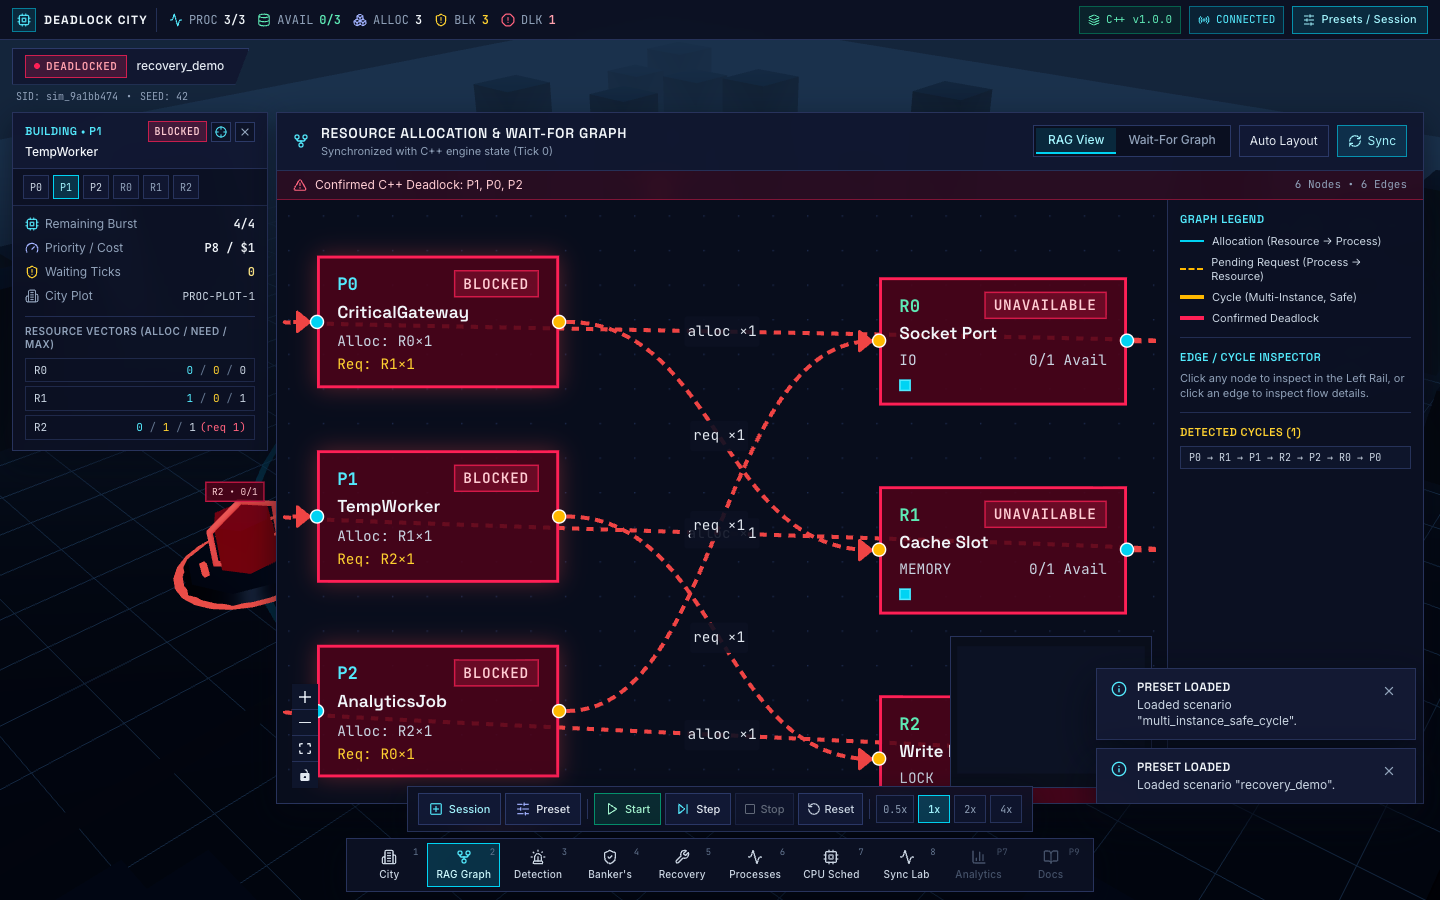 DEADLOCK CITY
PROC 3/3
AVAIL 0/3
ALLOC 3
BLK 3
DLK 1
C++ v1.0.0
CONNECTED
Presets / Session
DEADLOCKED
recovery_demo
SID: sim_9a1bb474 • SEED: 42
BUILDING • P1
BLOCKED
TempWorker
P0
P1
P2
R0
R1
R2
Remaining Burst 4/4
Priority / Cost P8 / $1
Waiting Ticks 0
City Plot PROC-PLOT-1
RESOURCE VECTORS (ALLOC / NEED /
MAX)
R0 0 / 0 / 0
R1 1 / 0 / 1
R2 0 / 1 / 1 (req 1)
R2 • 0/1
RESOURCE ALLOCATION & WAIT-FOR GRAPH
Synchronized with C++ engine state (Tick 0)
RAG View
Wait-For Graph
Auto Layout
Sync
Confirmed C++ Deadlock: P1, P0, P2
6 Nodes • 6 Edges
P0
BLOCKED
CriticalGateway
Alloc: R0×1
Req: R1×1
P1
BLOCKED
TempWorker
Alloc: R1×1
Req: R2×1
P2
BLOCKED
AnalyticsJob
Alloc: R2×1
Req: R0×1
alloc ×1
req ×1
req ×1
req ×1
alloc ×1
R0
UNAVAILABLE
Socket Port
IO 0/1 Avail
R1
UNAVAILABLE
Cache Slot
MEMORY 0/1 Avail
R2
Write
LOCK
GRAPH LEGEND
Allocation (Resource → Process)
Pending Request (Process →
Resource)
Cycle (Multi-Instance, Safe)
Confirmed Deadlock
EDGE / CYCLE INSPECTOR
Click any node to inspect in the Left Rail, or
click an edge to inspect flow details.
DETECTED CYCLES (1)
P0 → R1 → P1 → R2 → P2 → R0 → P0
PRESET LOADED
Loaded scenario
"multi_instance_safe_cycle".
PRESET LOADED
Loaded scenario "recovery_demo".
Session
Preset
Start
Step
Stop
Reset
0.5x
1x
2x
4x
City 1
RAG Graph 2
Detection 3
Banker's 4
Recovery 5
Processes 6
CPU Sched 7
Sync Lab 8
Analytics P7
Docs P9